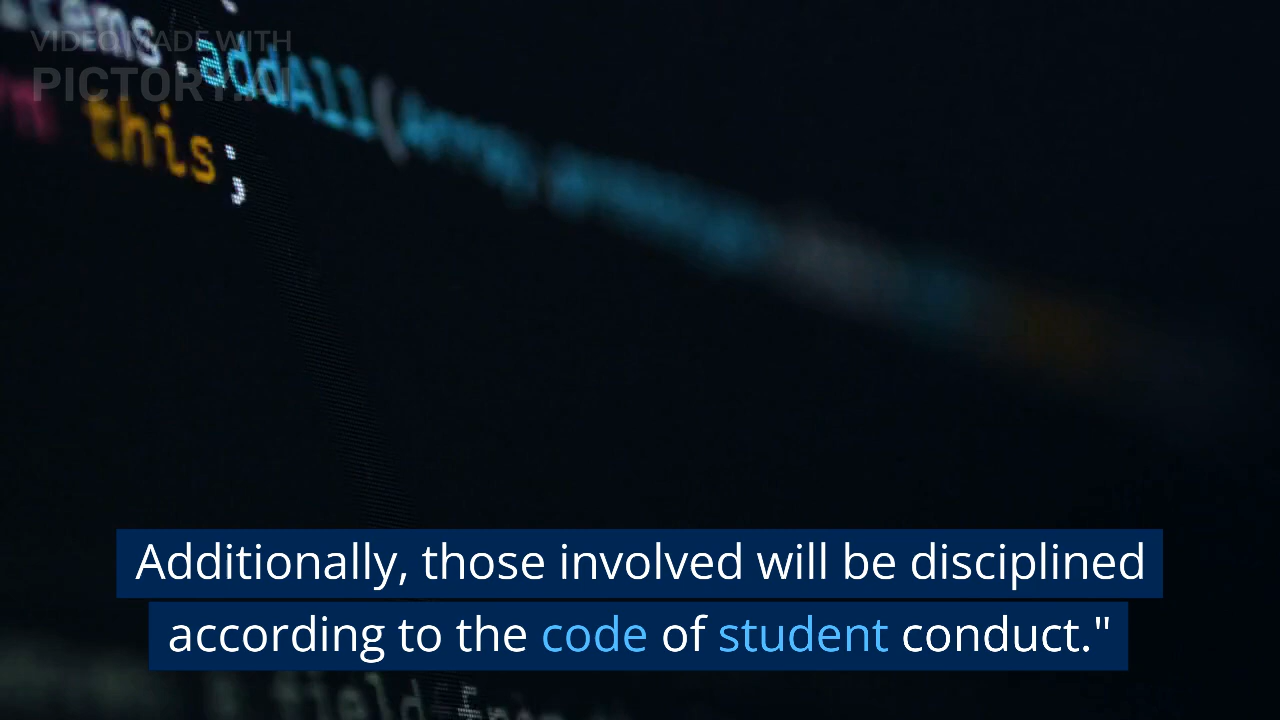 VIDEO MADE WITH
PICTORY.AI
.addAll(
this;
Additionally, those involved will be disciplined
according to the code of student conduct."